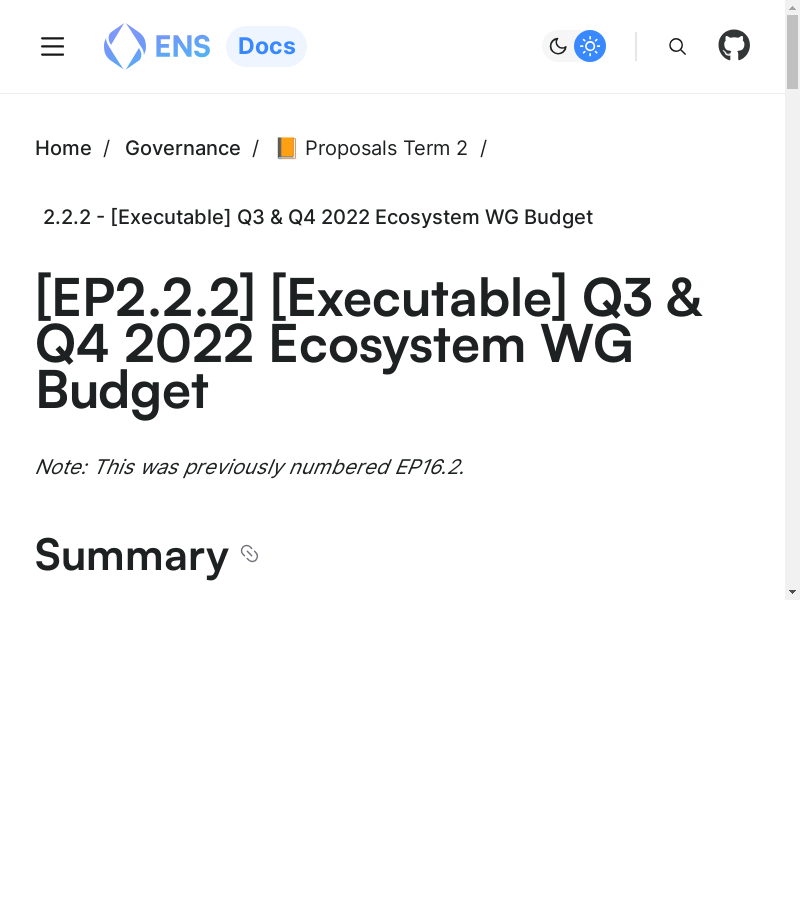 ENS Docs
Home / Governance / 📙 Proposals Term 2 /
2.2.2 - [Executable] Q3 & Q4 2022 Ecosystem WG Budget
[EP2.2.2] [Executable] Q3 &
Q4 2022 Ecosystem WG
Budget
Note: This was previously numbered EP16.2.
Summary